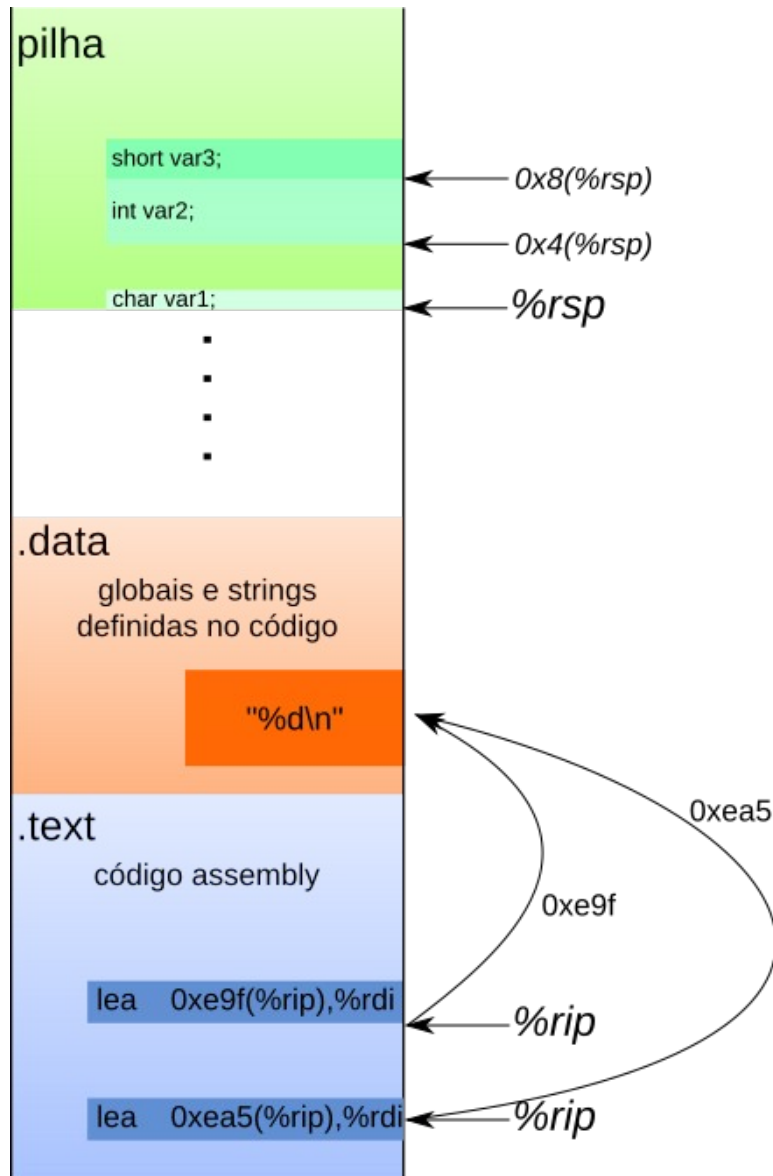 pilha
short var3;
0x8(%rsp)
int var2;
0x4(%rsp)
char var1;
%rsp
.data
globais e strings
definidas no código
"%d\n"
.text
0xea5
código assembly
0xe9f
lea 0xe9f(%rip),%rdi
%rip
lea 0xea5(%rip),%rdi
%rip